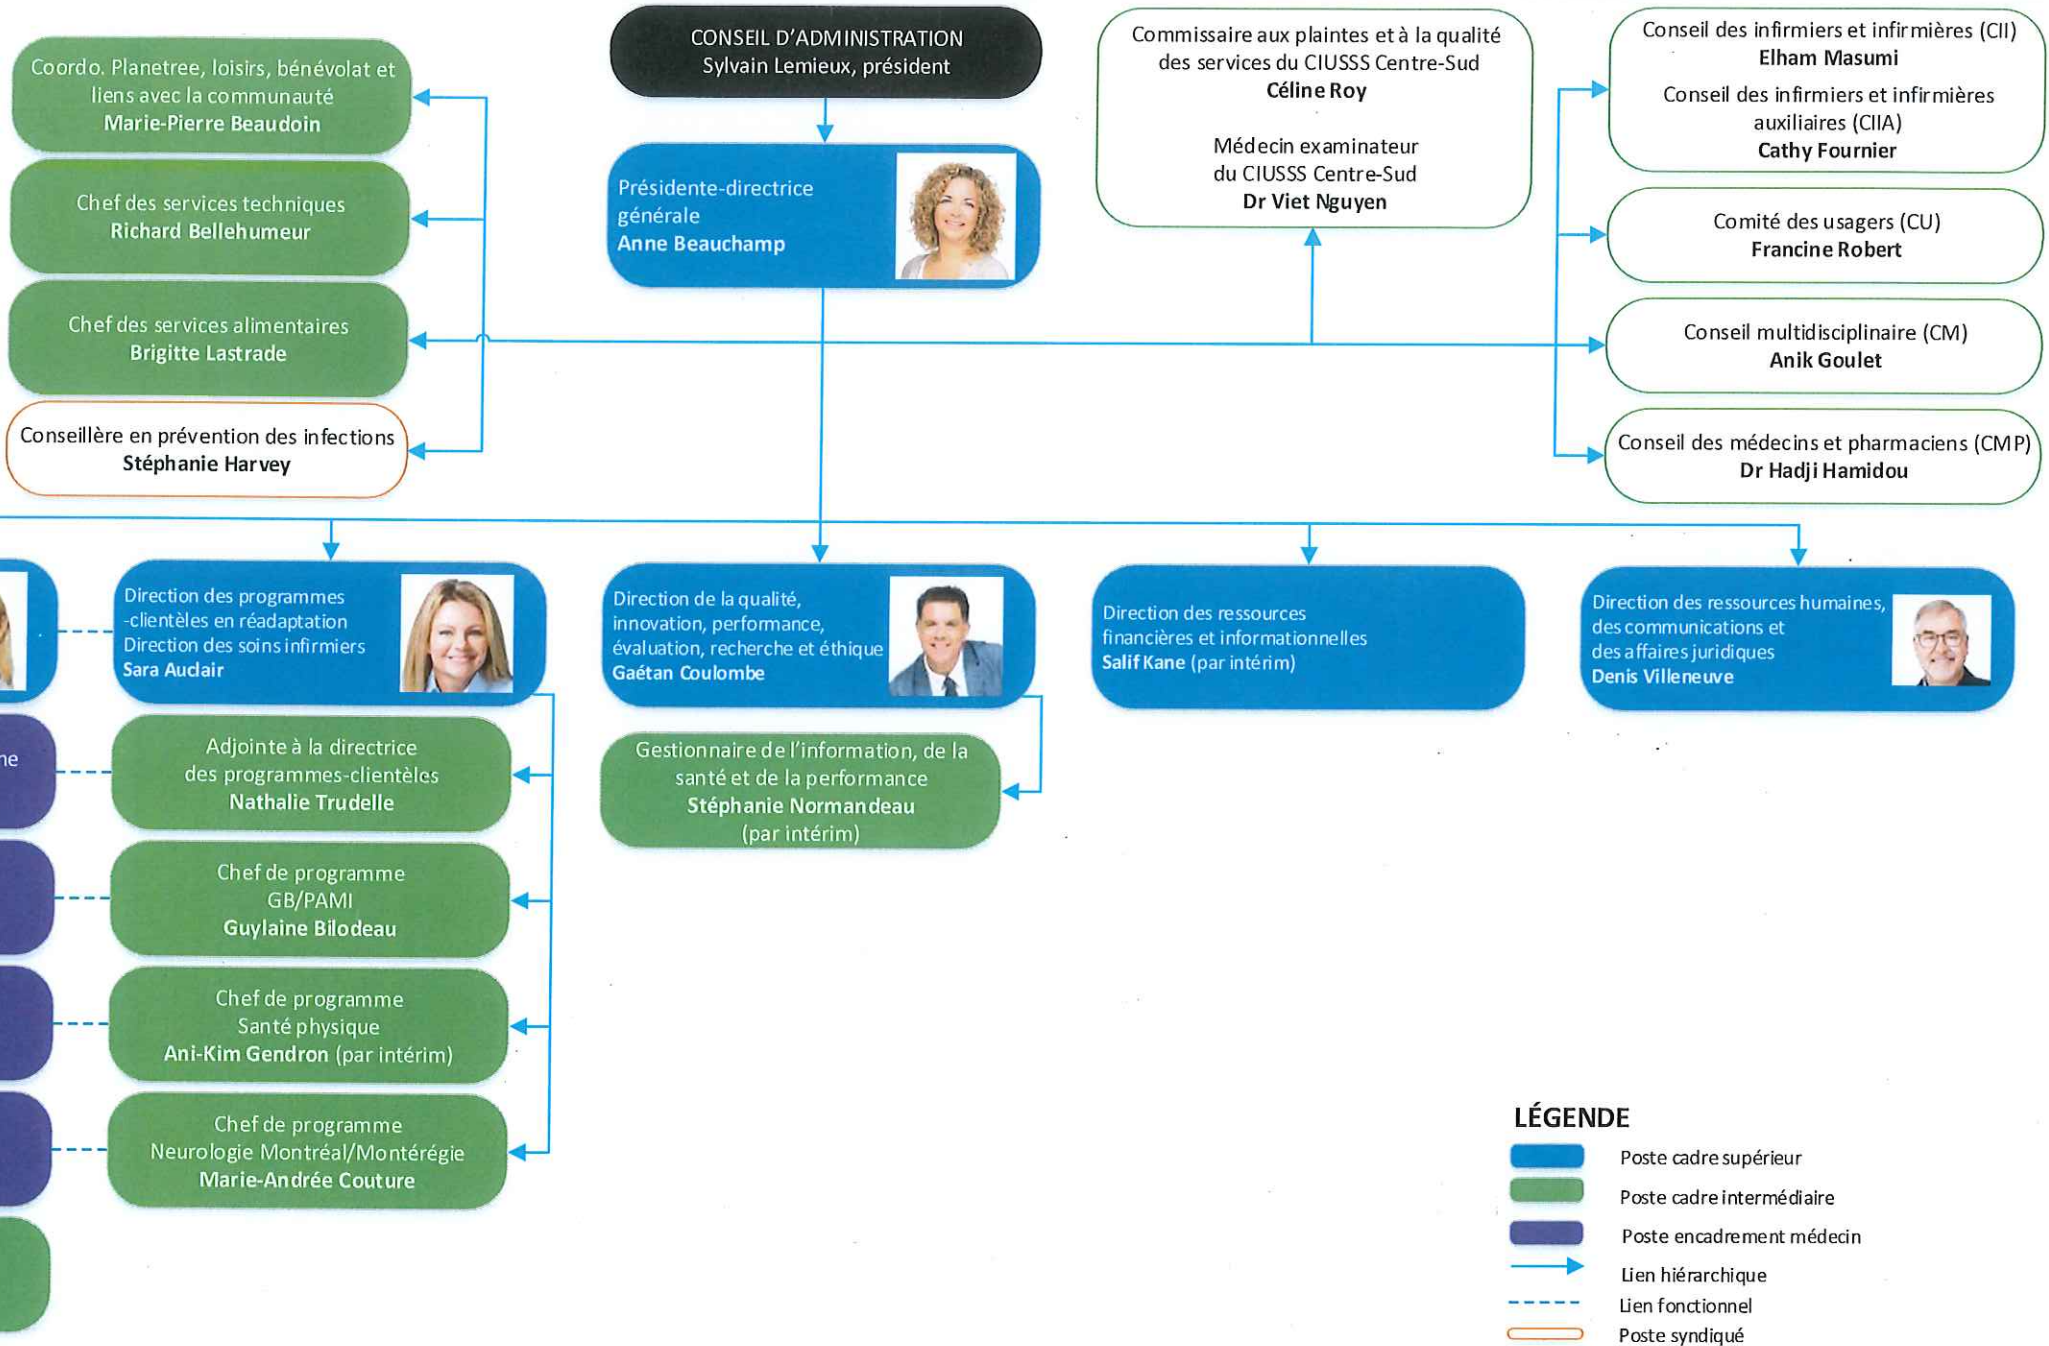 CONSEIL D'ADMINISTRATION
Sylvain Lemieux, président
Présidente-directrice
générale
Anne Beauchamp
Coordo. Planetree, loisirs, bénévolat et
liens avec la communauté
Marie-Pierre Beaudoin
Chef des services techniques
Richard Bellehumeur
Chef des services alimentaires
Brigitte Lastrade
Conseillère en prévention des infections
Stéphanie Harvey
Commissaire aux plaintes et à la qualité
des services du CIUSSS Centre-Sud
Céline Roy
Médecin examinateur
du CIUSSS Centre-Sud
Dr Viet Nguyen
Conseil des infirmiers et infirmières (CII)
Elham Masumi
Conseil des infirmiers et infirmières
auxiliaires (CIIA)
Cathy Fournier
Comité des usagers (CU)
Francine Robert
Conseil multidisciplinaire (CM)
Anik Goulet
Conseil des médecins et pharmaciens (CMP)
Dr Hadji Hamidou
Direction des programmes
-clientèles en réadaptation
Direction des soins infirmiers
Sara Auclair
Direction de la qualité,
innovation, performance,
évaluation, recherche et éthique
Gaétan Coulombe
Direction des ressources
financières et informationnelles
Salif Kane (par intérim)
Direction des ressources humaines,
des communications et
des affaires juridiques
Denis Villeneuve
Adjointe à la directrice
des programmes-clientèles
Nathalie Trudelle
Chef de programme
GB/PAMI
Guylaine Bilodeau
Chef de programme
Santé physique
Ani-Kim Gendron (par intérim)
Chef de programme
Neurologie Montréal/Montérégie
Marie-Andrée Couture
Gestionnaire de l'information, de la
santé et de la performance
Stéphanie Normandeau
(par intérim)
LÉGENDE
Poste cadre supérieur
Poste cadre intermédiaire
Poste encadrement médecin
Lien hiérarchique
Lien fonctionnel
Poste syndiqué